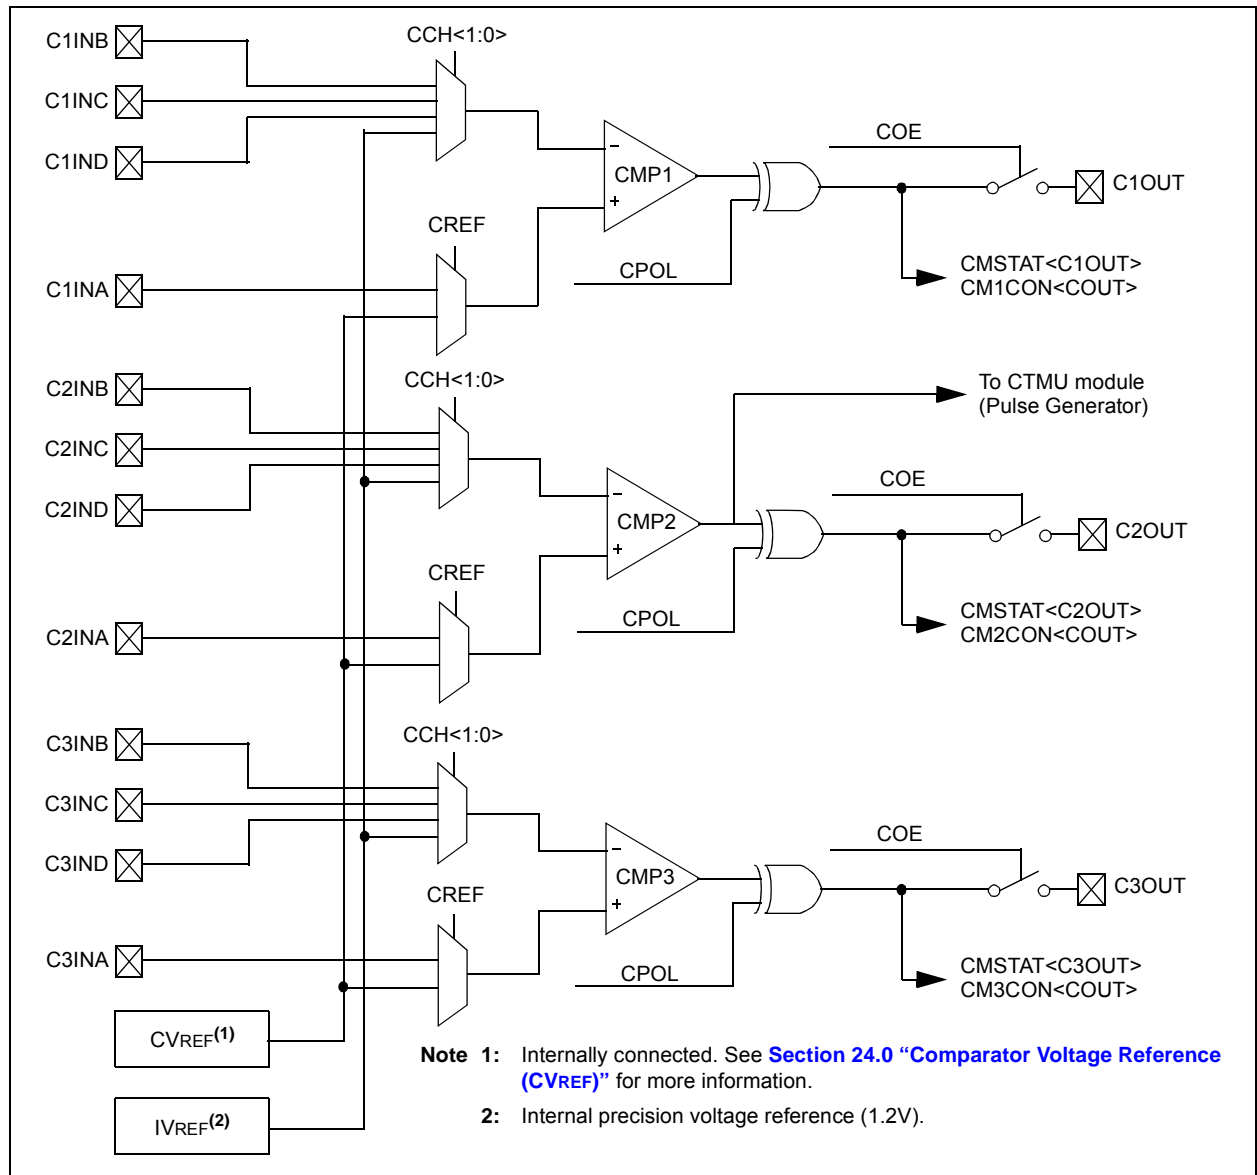 CCH<1:0>
C1INB
C1INC
C1IND
COE
CMP1
C1OUT
CREF
CPOL
CMSTAT<C1OUT>
CM1CON<COUT>
C1INA
CCH<1:0>
C2INB
C2INC
C2IND
To CTMU module
(Pulse Generator)
COE
CMP2
C2OUT
CREF
CPOL
CMSTAT<C2OUT>
CM2CON<COUT>
C2INA
CCH<1:0>
C3INB
C3INC
C3IND
COE
CMP3
C3OUT
CREF
CPOL
CMSTAT<C3OUT>
CM3CON<COUT>
C3INA
CVREF(1)
IVREF(2)
Note 1: Internally connected. See Section 24.0 “Comparator Voltage Reference
(CVREF)” for more information.
2: Internal precision voltage reference (1.2V).